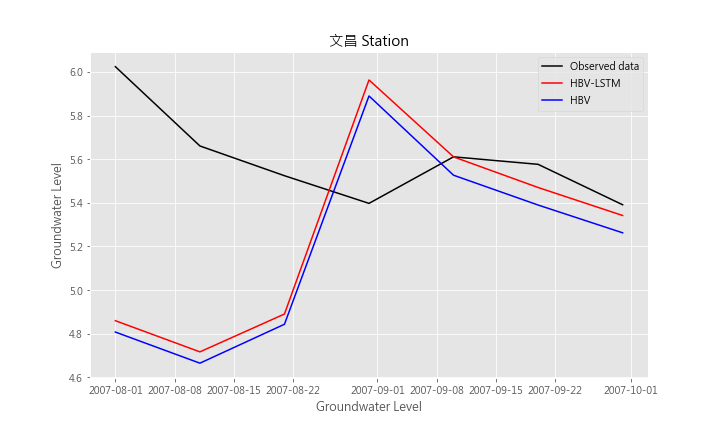 文昌 Station
Observed data
HBV-LSTM
HBV
Groundwater Level
6.0
5.8
5.6
5.4
5.2
5.0
4.8
4.6
2007-08-01 2007-08-08 2007-08-15 2007-08-22 2007-09-01 2007-09-08 2007-09-15 2007-09-22 2007-10-01
Groundwater Level